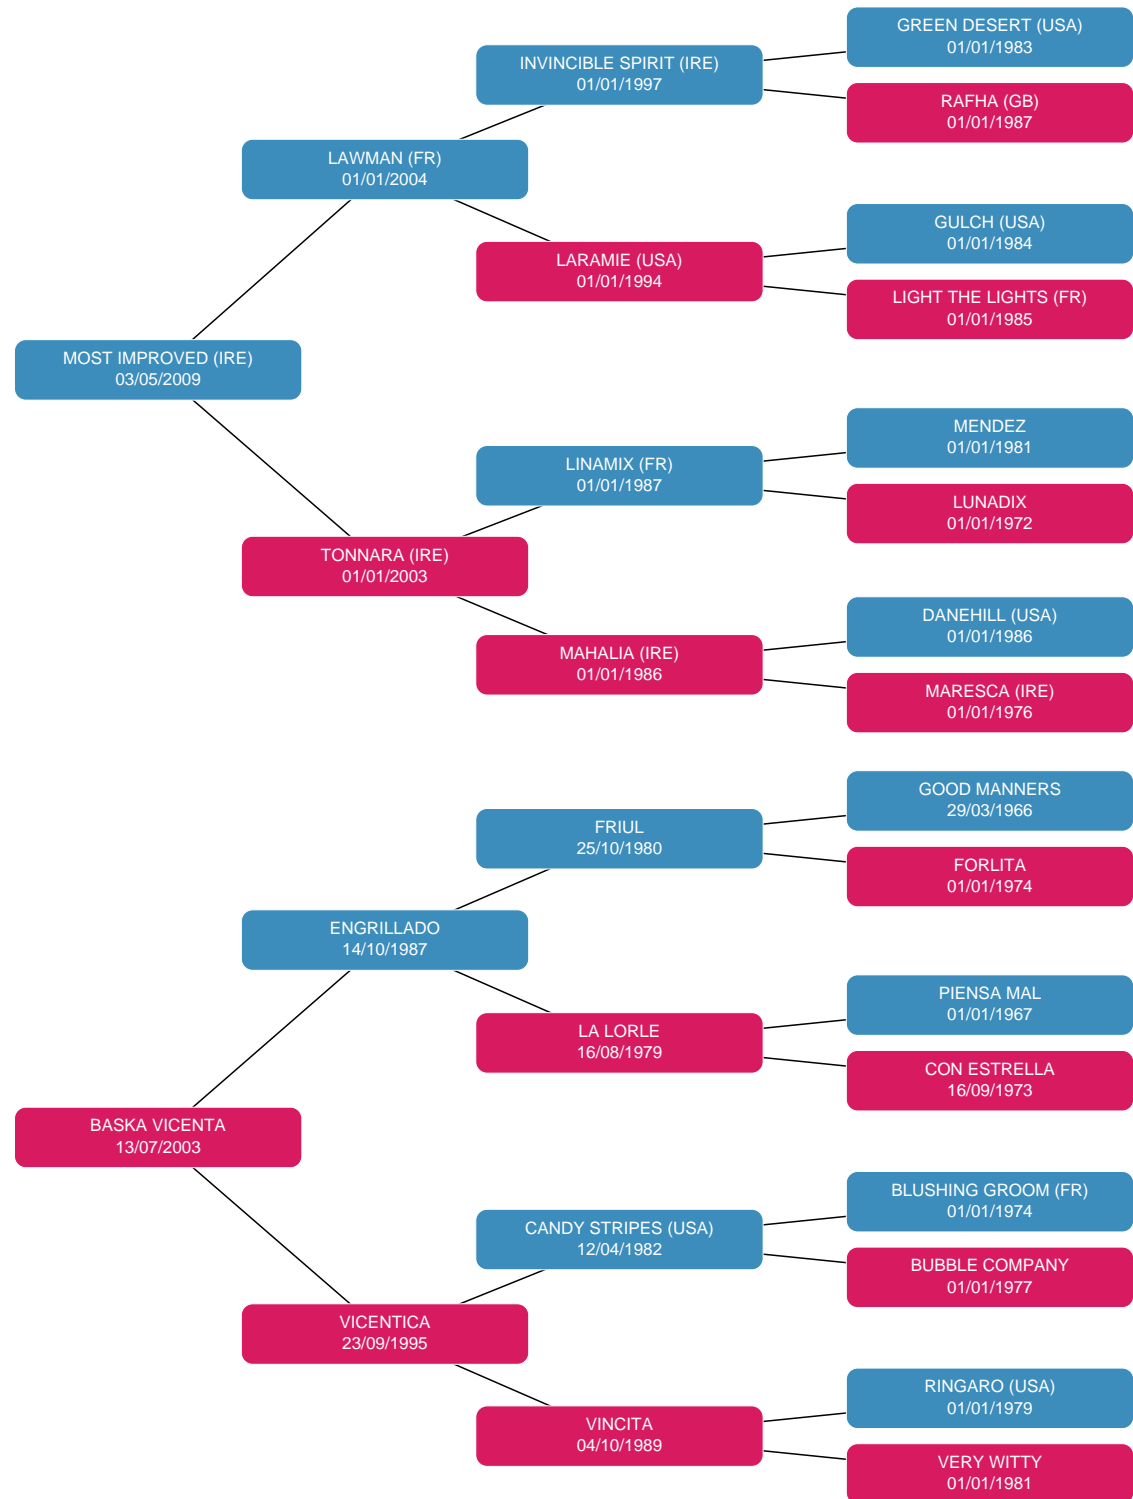 GREEN DESERT (USA)
01/01/1983
INVINCIBLE SPIRIT (IRE)
01/01/1997
RAFHA (GB)
01/01/1987
LAWMAN (FR)
01/01/2004
GULCH (USA)
01/01/1984
LARAMIE (USA)
01/01/1994
LIGHT THE LIGHTS (FR)
01/01/1985
MOST IMPROVED (IRE)
03/05/2009
MENDEZ
01/01/1981
LINAMIX (FR)
01/01/1987
LUNADIX
01/01/1972
TONNARA (IRE)
01/01/2003
DANEHILL (USA)
01/01/1986
MAHALIA (IRE)
01/01/1986
MARESCA (IRE)
01/01/1976
GOOD MANNERS
29/03/1966
FRIUL
25/10/1980
FORLITA
01/01/1974
ENGRILLADO
14/10/1987
PIENSA MAL
01/01/1967
LA LORLE
16/08/1979
CON ESTRELLA
16/09/1973
BASKA VICENTA
13/07/2003
BLUSHING GROOM (FR)
01/01/1974
CANDY STRIPES (USA)
12/04/1982
BUBBLE COMPANY
01/01/1977
VICENTICA
23/09/1995
RINGARO (USA)
01/01/1979
VINCITA
04/10/1989
VERY WITTY
01/01/1981